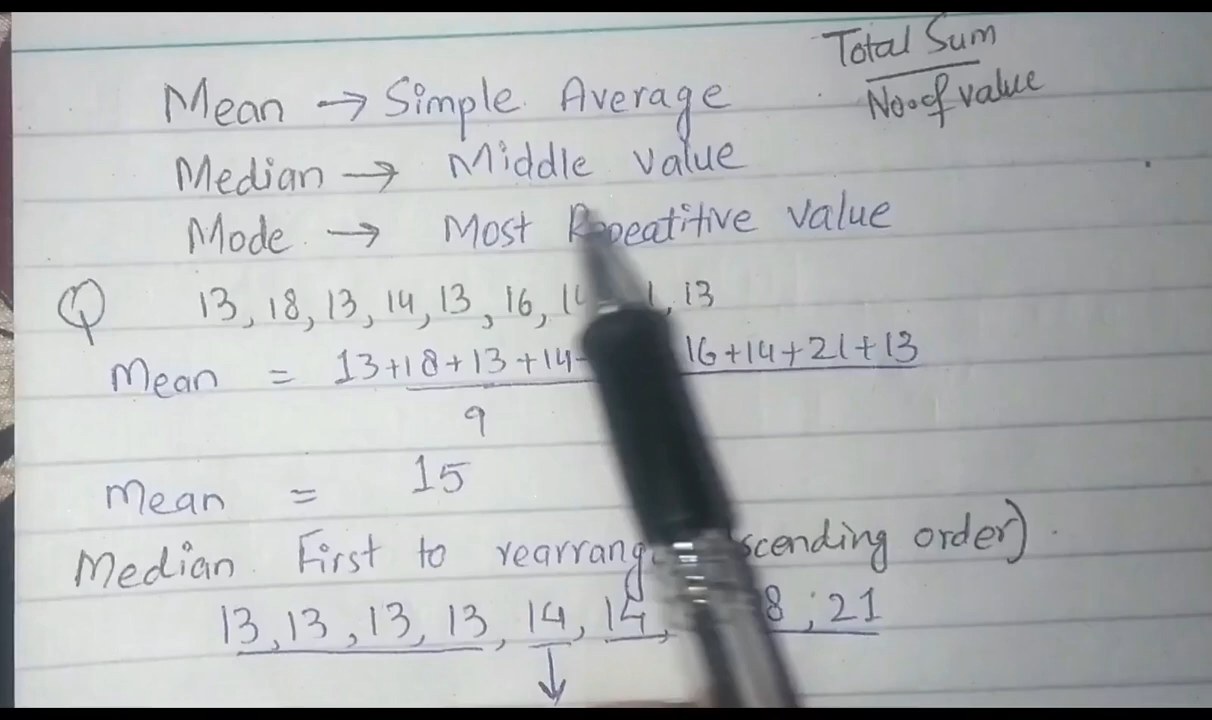 Total Sum
No of value
Mean → Simple Average
Median → Middle value
Mode → Most Repeatitive value
Q 13, 18, 13, 14, 13, 16, 14, 13
Mean = 13+18+13+14+ 16+14+21+13
9
Mean = 15
Median First to rearrang scending order)
13, 13, 13, 13, 14, 14, 8, 21